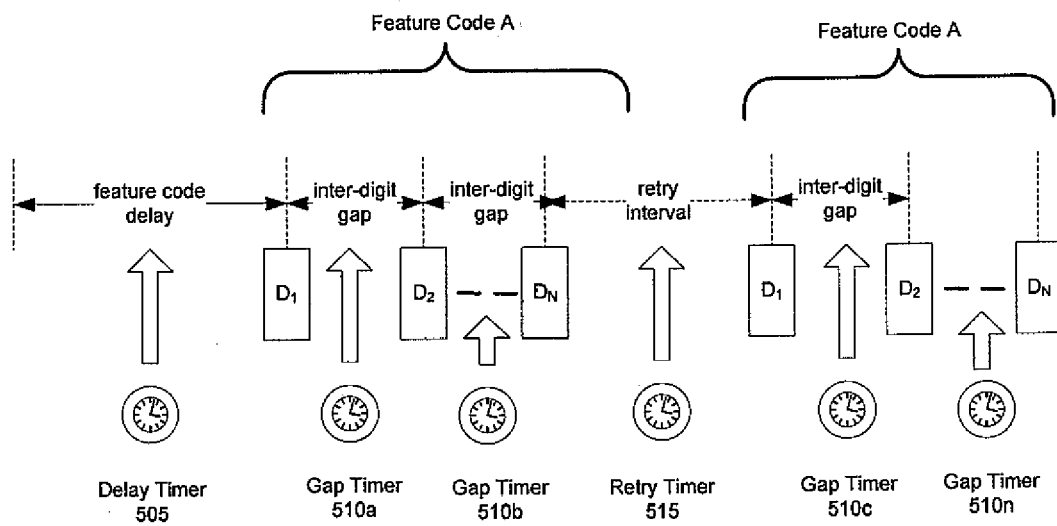 Feature Code A
Feature Code A
feature code
delay
inter-digit
gap
inter-digit
gap
retry
interval
inter-digit
gap
D1
D2
DN
D1
D2
DN
Delay Timer
505
Gap Timer
510a
Gap Timer
510b
Retry Timer
515
Gap Timer
510c
Gap Timer
510n